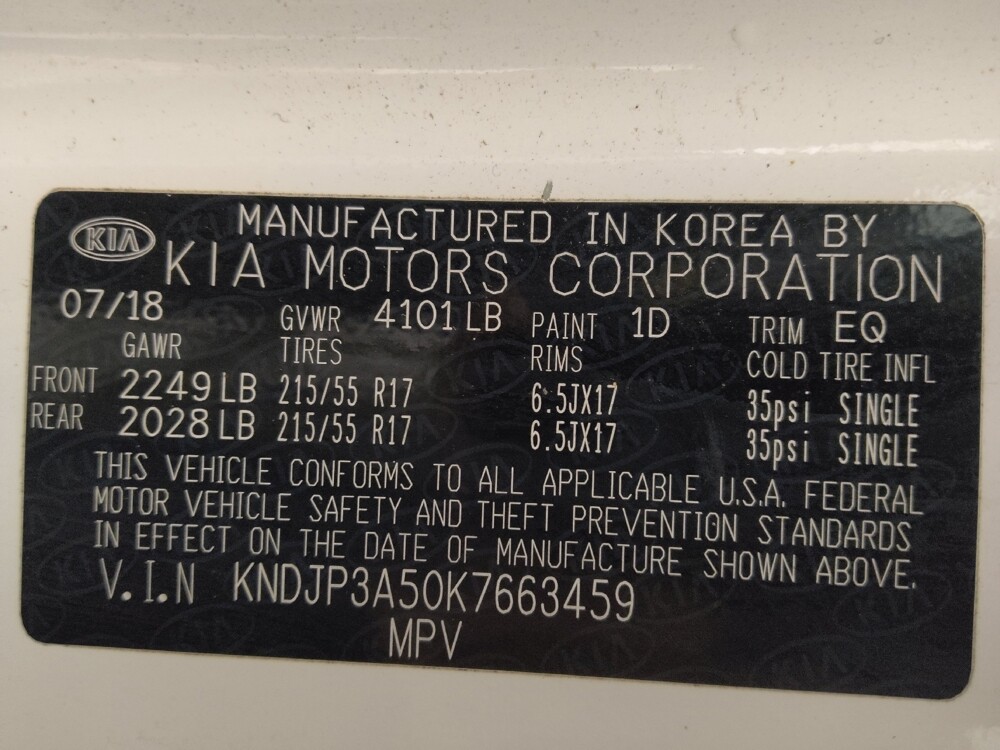 KIA MANUFACTURED IN KOREA BY
KIA MOTORS CORPORATION
07/18 GVWR 4101 LB PAINT 1D TRIM EQ
GAWR TIRES RIMS COLD TIRE INFL
FRONT 2249 LB 215/55 R17 6.5JX17 35psi SINGLE
REAR 2028 LB 215/55 R17 6.5JX17 35psi SINGLE
THIS VEHICLE CONFORMS TO ALL APPLICABLE U.S.A. FEDERAL
MOTOR VEHICLE SAFETY AND THEFT PREVENTION STANDARDS
IN EFFECT ON THE DATE OF MANUFACTURE SHOWN ABOVE.
V.I.N KNDJP3A50K7663459
MPV